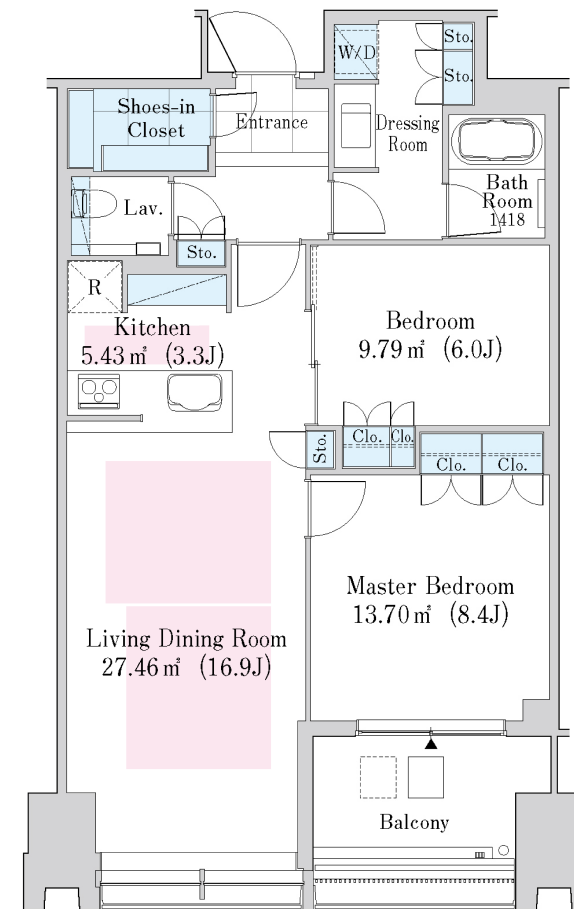 Sto.
W/D
Sto.
Shoes-in
Closet
Entrance
Dressing
Room
Bath
Room
1418
Lav.
Sto.
R
Kitchen
5.43㎡ (3.3J)
Bedroom
9.79㎡ (6.0J)
Sto.
Clo.
Clo.
Clo.
Clo.
Master Bedroom
13.70㎡ (8.4J)
Living Dining Room
27.46㎡ (16.9J)
Balcony